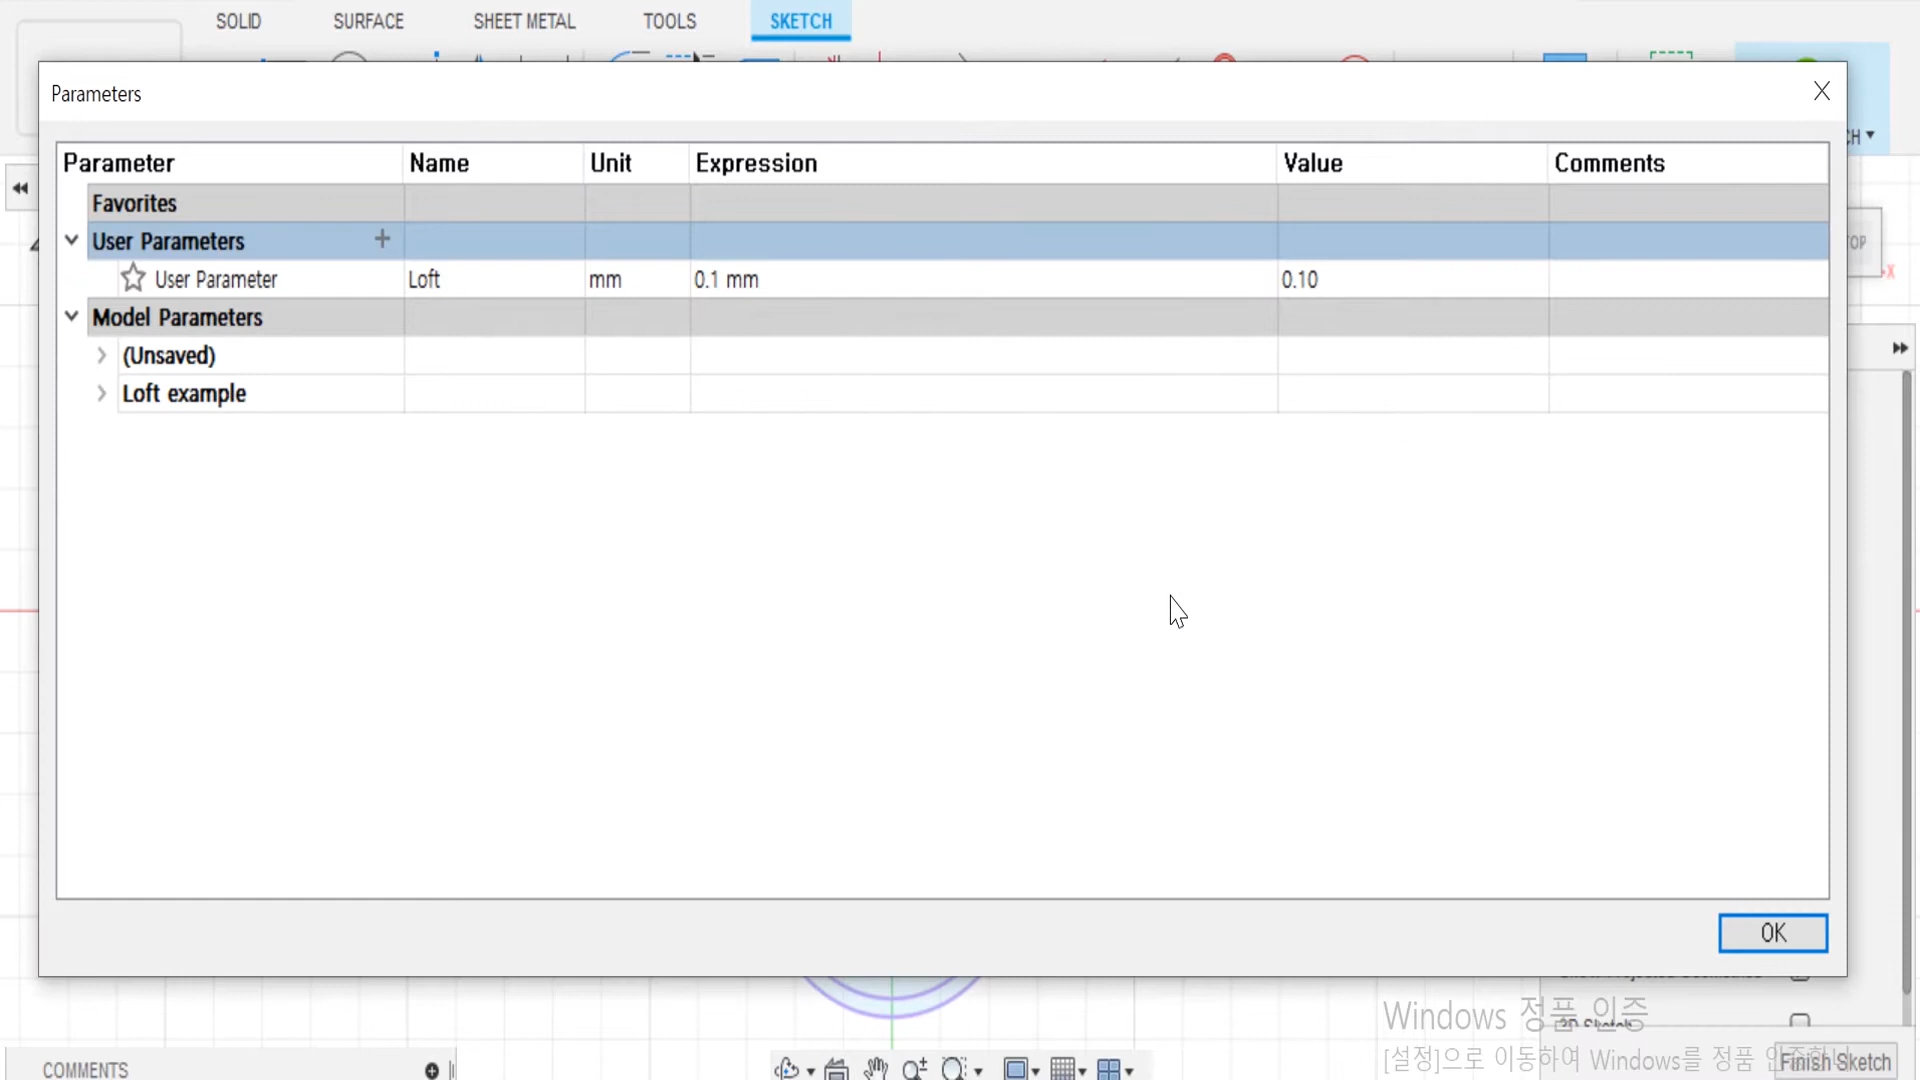 SOLID SURFACE SHEET METAL TOOLS SKETCH
Parameters
Parameter Name Unit Expression Value Comments
Favorites
User Parameters
User Parameter Loft mm 0.1 mm 0.10
Model Parameters
(Unsaved)
Loft example
OK
X
Windows 정품 인증
[설정]으로 이동하여 Windows를 정품
Finish Sketch
COMMENTS